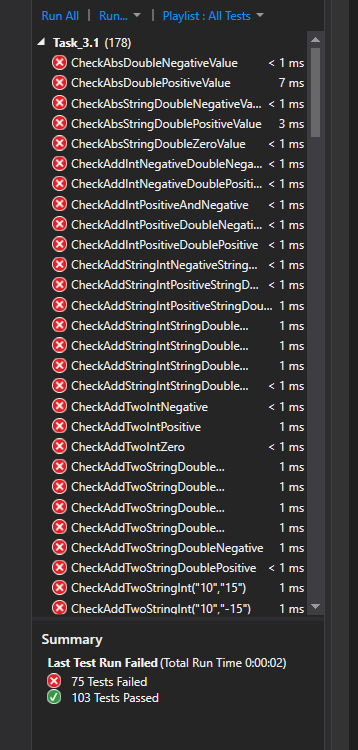 Run All | Run... | Playlist : All Tests
Task_3.1 (178)
CheckAbsDoubleNegativeValue < 1 ms
CheckAbsDoublePositiveValue 7 ms
CheckAbsStringDoubleNegativeVa... < 1 ms
CheckAbsStringDoublePositiveValue 3 ms
CheckAbsStringDoubleZeroValue < 1 ms
CheckAddIntNegativeDoubleNega... < 1 ms
CheckAddIntNegativeDoublePositi... < 1 ms
CheckAddIntPositiveAndNegative < 1 ms
CheckAddIntPositiveDoubleNegati... < 1 ms
CheckAddIntPositiveDoublePositive < 1 ms
CheckAddStringIntNegativeString... < 1 ms
CheckAddStringIntPositiveStringD... < 1 ms
CheckAddStringIntPositiveStringDou... 1 ms
CheckAddStringIntStringDouble... 1 ms
CheckAddStringIntStringDouble... 1 ms
CheckAddStringIntStringDouble... 1 ms
CheckAddStringIntStringDouble... < 1 ms
CheckAddTwoIntNegative < 1 ms
CheckAddTwoIntPositive 1 ms
CheckAddTwoIntZero < 1 ms
CheckAddTwoStringDouble... 1 ms
CheckAddTwoStringDouble... 1 ms
CheckAddTwoStringDouble... 1 ms
CheckAddTwoStringDouble... 1 ms
CheckAddTwoStringDoubleNegative 1 ms
CheckAddTwoStringDoublePositive < 1 ms
CheckAddTwoStringInt("10","15") 1 ms
CheckAddTwoStringInt("10","-15") 1 ms
Summary
Last Test Run Failed (Total Run Time 0:00:02)
75 Tests Failed
103 Tests Passed